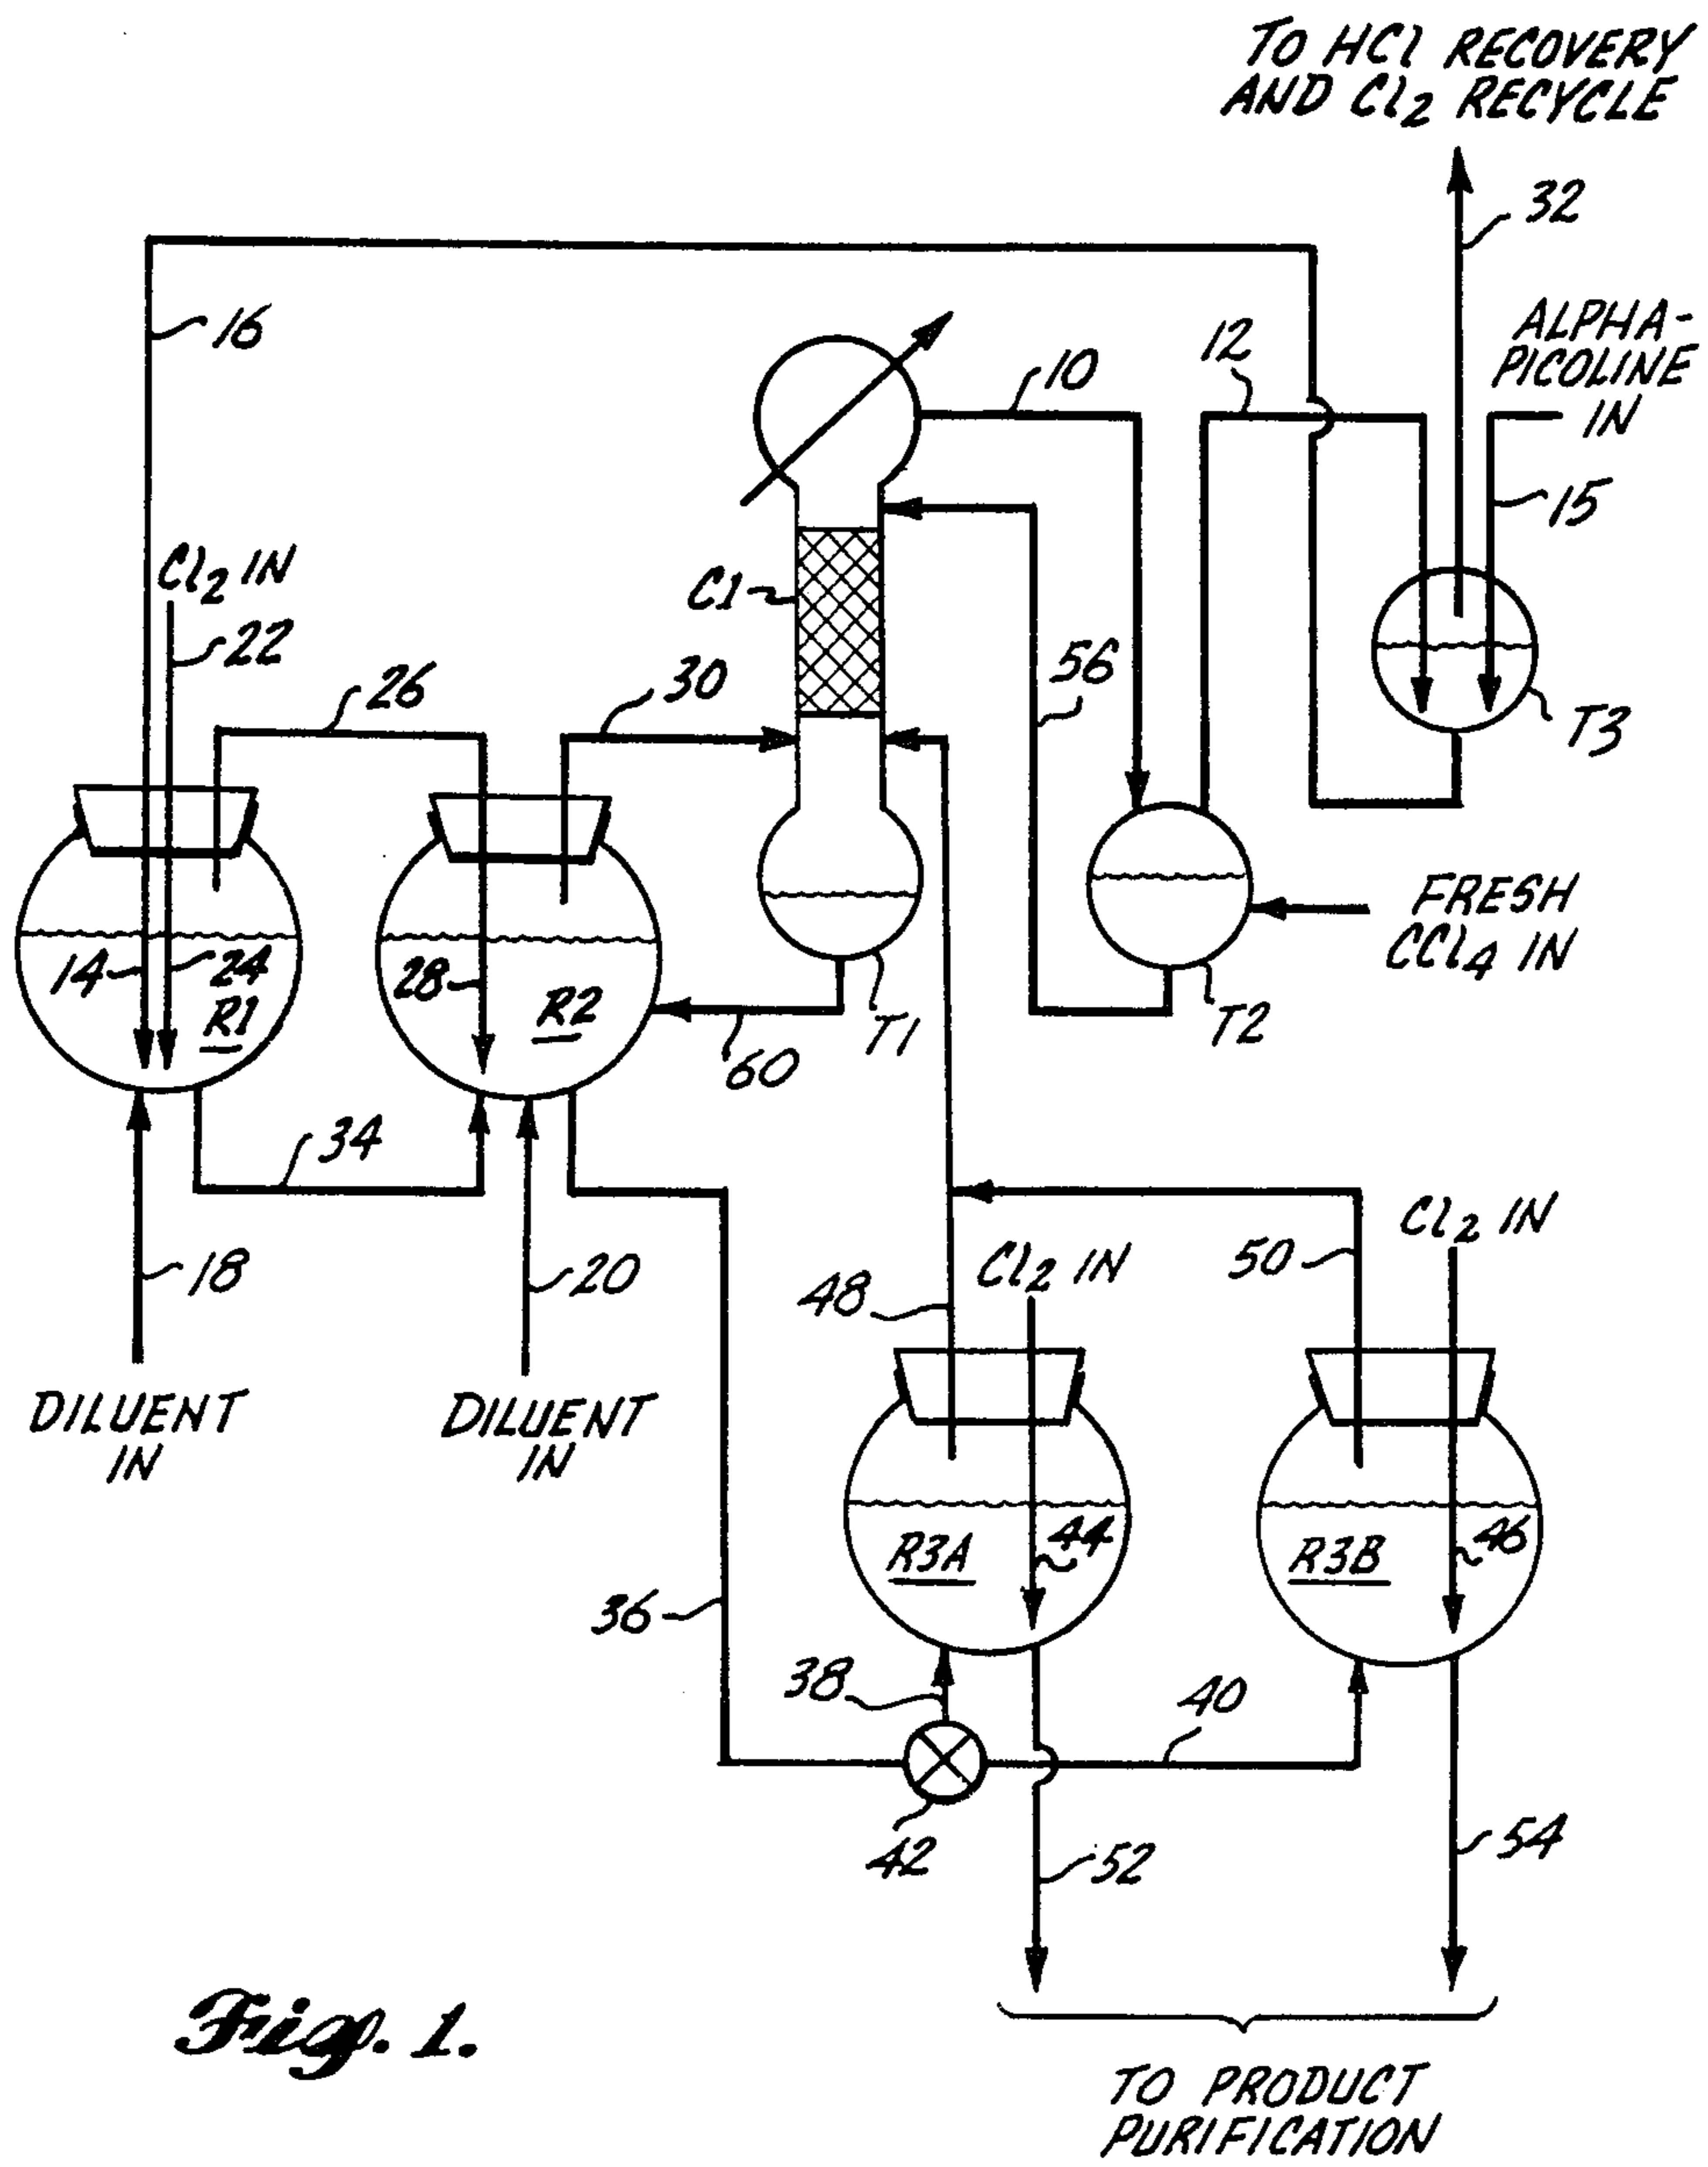 TO HCl RECOVERY
AND Cl2 RECYCLE
32
16
ALPHA-
PICOLINE
IN
10
12
15
Cl2 IN
22
C1
26
30
56
T3
FRESH
CCl4 IN
14
24
R1
28
R2
T1
T2
60
34
18
20
Cl2 IN
50
Cl2 IN
48
DILUENT
IN
DILUENT
IN
R3A
44
R3B
46
36
38
40
42
52
54
Fig. 1.
TO PRODUCT
PURIFICATION